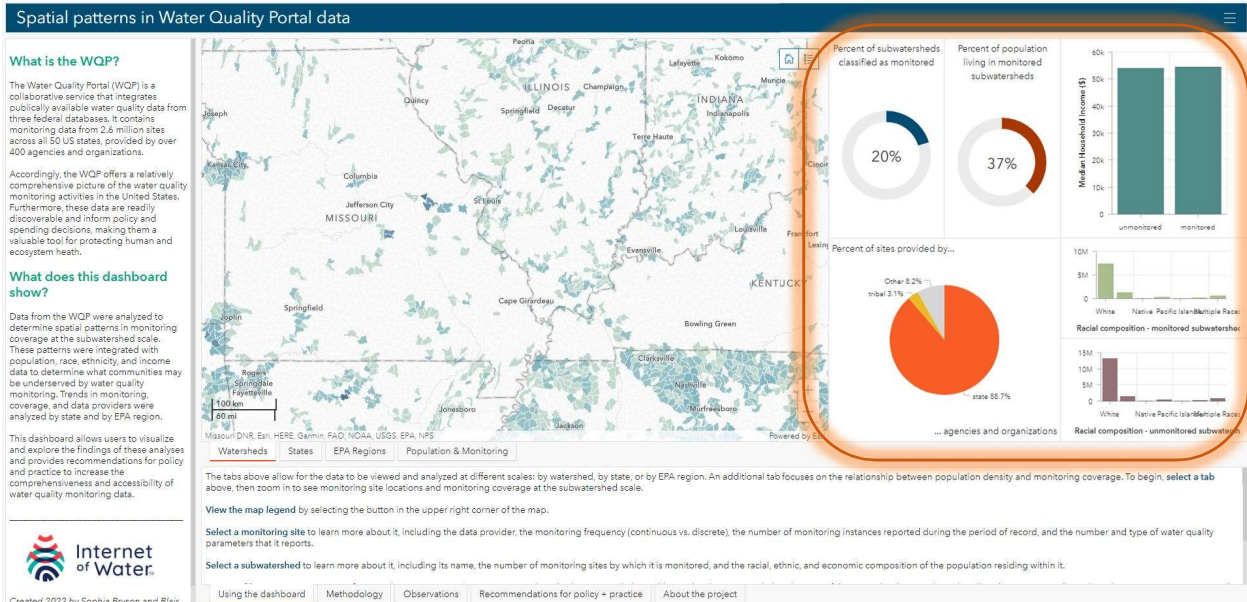 Spatial patterns in Water Quality Portal data
What is the WQP?
The Water Quality Portal (WQP) is a
collaborative service that integrates
publically available water quality data from
three federal databases. It contains
monitoring data from 2.6 million sites
across all 50 US states, provided by over
400 agencies and organizations.
Accordingly, the WQP offers a relatively
comprehensive picture of the water quality
monitoring activities in the United States.
Furthermore, these data are readily
discoverable and inform policy and
spending decisions, making them a
valuable tool for protecting human and
ecosystem heath.
What does this dashboard
show?
Data from the WQP were analyzed to
determine spatial patterns in monitoring
coverage at the subwatershed scale.
These patterns were integrated with
population, race, ethnicity, and income
data to determine what communities may
be underserved by water quality
monitoring. Trends in monitoring,
coverage, and data providers were
analyzed by state and by EPA region.
This dashboard allows users to visualize
and explore the findings of these analyses
and provides recommendations for policy
and practice to increase the
comprehensiveness and accessibility of
water quality monitoring data.
Internet
of Water
Created 2022 by Sophia Bryson and Blair
Peoria
Lafayette
Kokomo
Muncie
ILLINOIS
Champaign
INDIANA
Quincy
Springfield
Decatur
Indianapolis
Joseph
Terre Haute
Kansas City
Cincin
Columbia
Jefferson City
St Louis
MISSOURI
Louisville
Frankfort
Lexing
Evansville
KENTUCKY
Cape Girardeau
Springfield
Joplin
Bowling Green
Clarksville
Rogers
Springdale
Fayetteville
Nashville
100 km
60 mi
Jonesboro
Murfreesboro
Jackson
Missouri DNR, Esri, HERE, Garmin, FAO, NOAA, USGS, EPA, NPS
Powered by Esri
Watersheds
States
EPA Regions
Population & Monitoring
Percent of subwatersheds
classified as monitored
20%
Percent of population
living in monitored
subwatersheds
37%
Median Household Income ($)
60k
50k
40k
30k
20k
10k
0
unmonitored
monitored
Percent of sites provided by...
Other 8.2%
tribal 3.1%
state 88.7%
... agencies and organizations
10M
5M
0
White
Native
Pacific Islan
Multiple Races
Racial composition - monitored subwatershed
15M
10M
5M
0
White
Native
Pacific Islan
Multiple Races
Racial composition - unmonitored subwatersh
The tabs above allow for the data to be viewed and analyzed at different scales: by watershed, by state, or by EPA region. An additional tab focuses on the relationship between population density and monitoring coverage. To begin, select a tab
above, then zoom in to see monitoring site locations and monitoring coverage at the subwatershed scale.
View the map legend by selecting the button in the upper right corner of the map.
Select a monitoring site to learn more about it, including the data provider, the monitoring frequency (continuous vs. discrete), the number of monitoring instances reported during the period of record, and the number and type of water quality
parameters that it reports.
Select a subwatershed to learn more about it, including its name, the number of monitoring sites by which it is monitored, and the racial, ethnic, and economic composition of the population residing within it.
Using the dashboard
Methodology
Observations
Recommendations for policy + practice
About the project